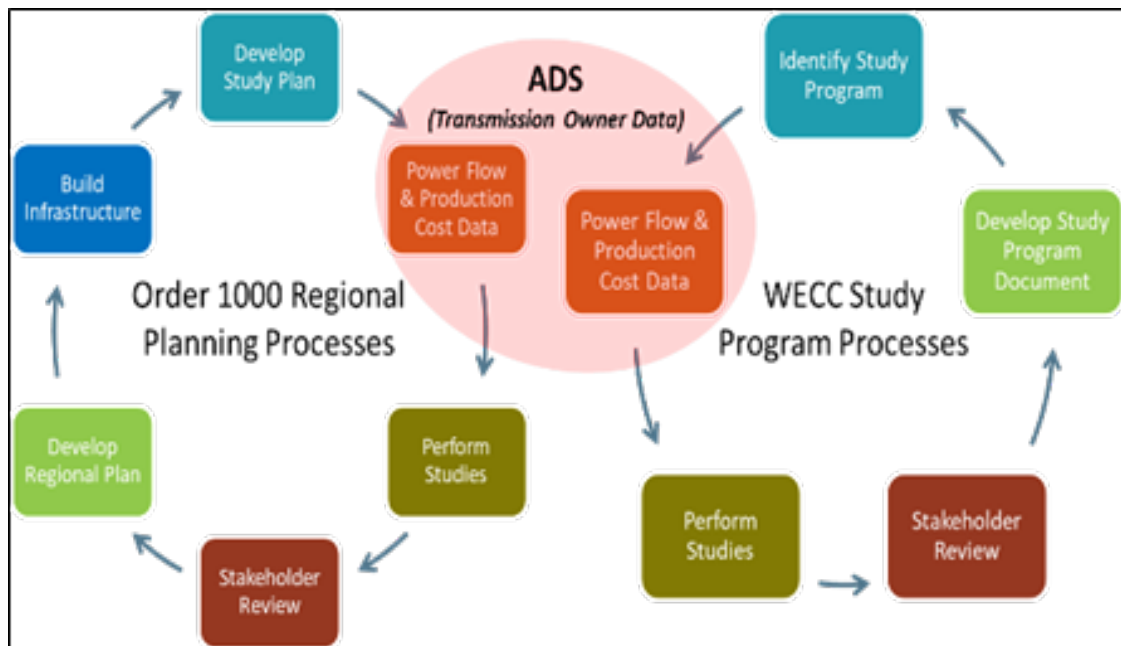 Develop
Study Plan
ADS
(Transmission Owner Data)
Identify Study
Program
Build
Infrastructure
Power Flow
& Production
Cost Data
Power Flow &
Production
Cost Data
Develop Study
Program
Document
Order 1000 Regional
Planning Processes
WECC Study
Program Processes
Develop
Regional Plan
Perform
Studies
Stakeholder
Review
Perform
Studies
Stakeholder
Review